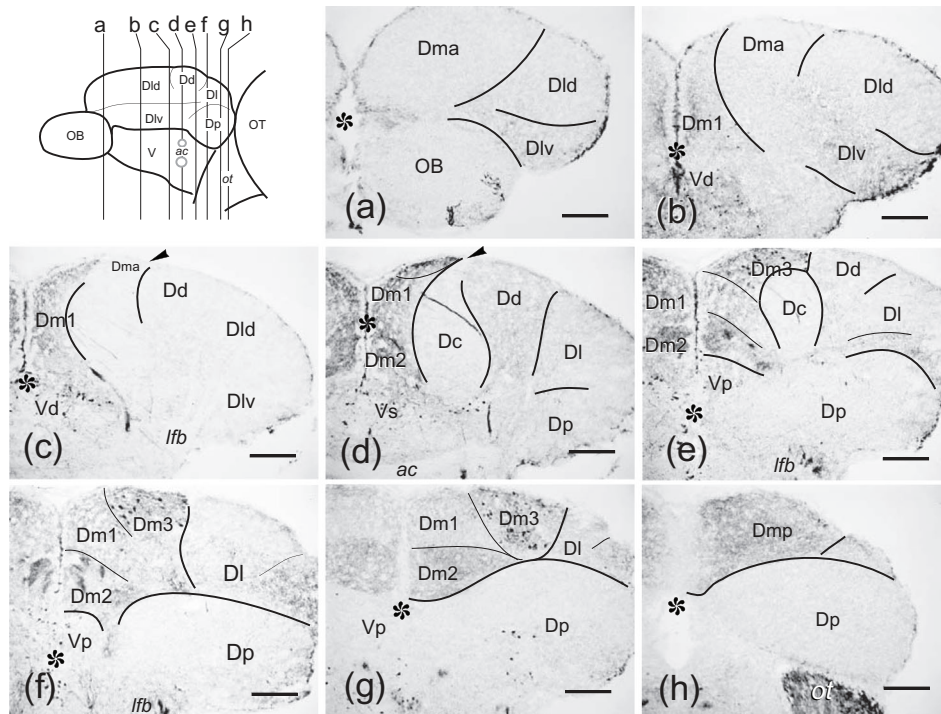 a b c d e f g h
Dld Dd Dl
Dlv Dp
OB V ac OT
ot
Dma
Dld
Dlv
OB
(a)
Dma
Dld
Dm1
Dlv
Vd
(b)
Dma
Dd
Dm1
Dld
Dlv
Vd
lfb
(c)
Dm1
Dd
Dc
Dm2
Dl
Vs
Dp
ac
(d)
Dm3
Dd
Dm1
Dc
Dl
Dm2
Vp
Dp
lfb
(e)
Dm3
Dm1
Dl
Dm2
Vp
Dp
lfb
(f)
Dm1
Dm3
Dl
Dm2
Vp
Dp
(g)
Dmp
Dp
ot
(h)